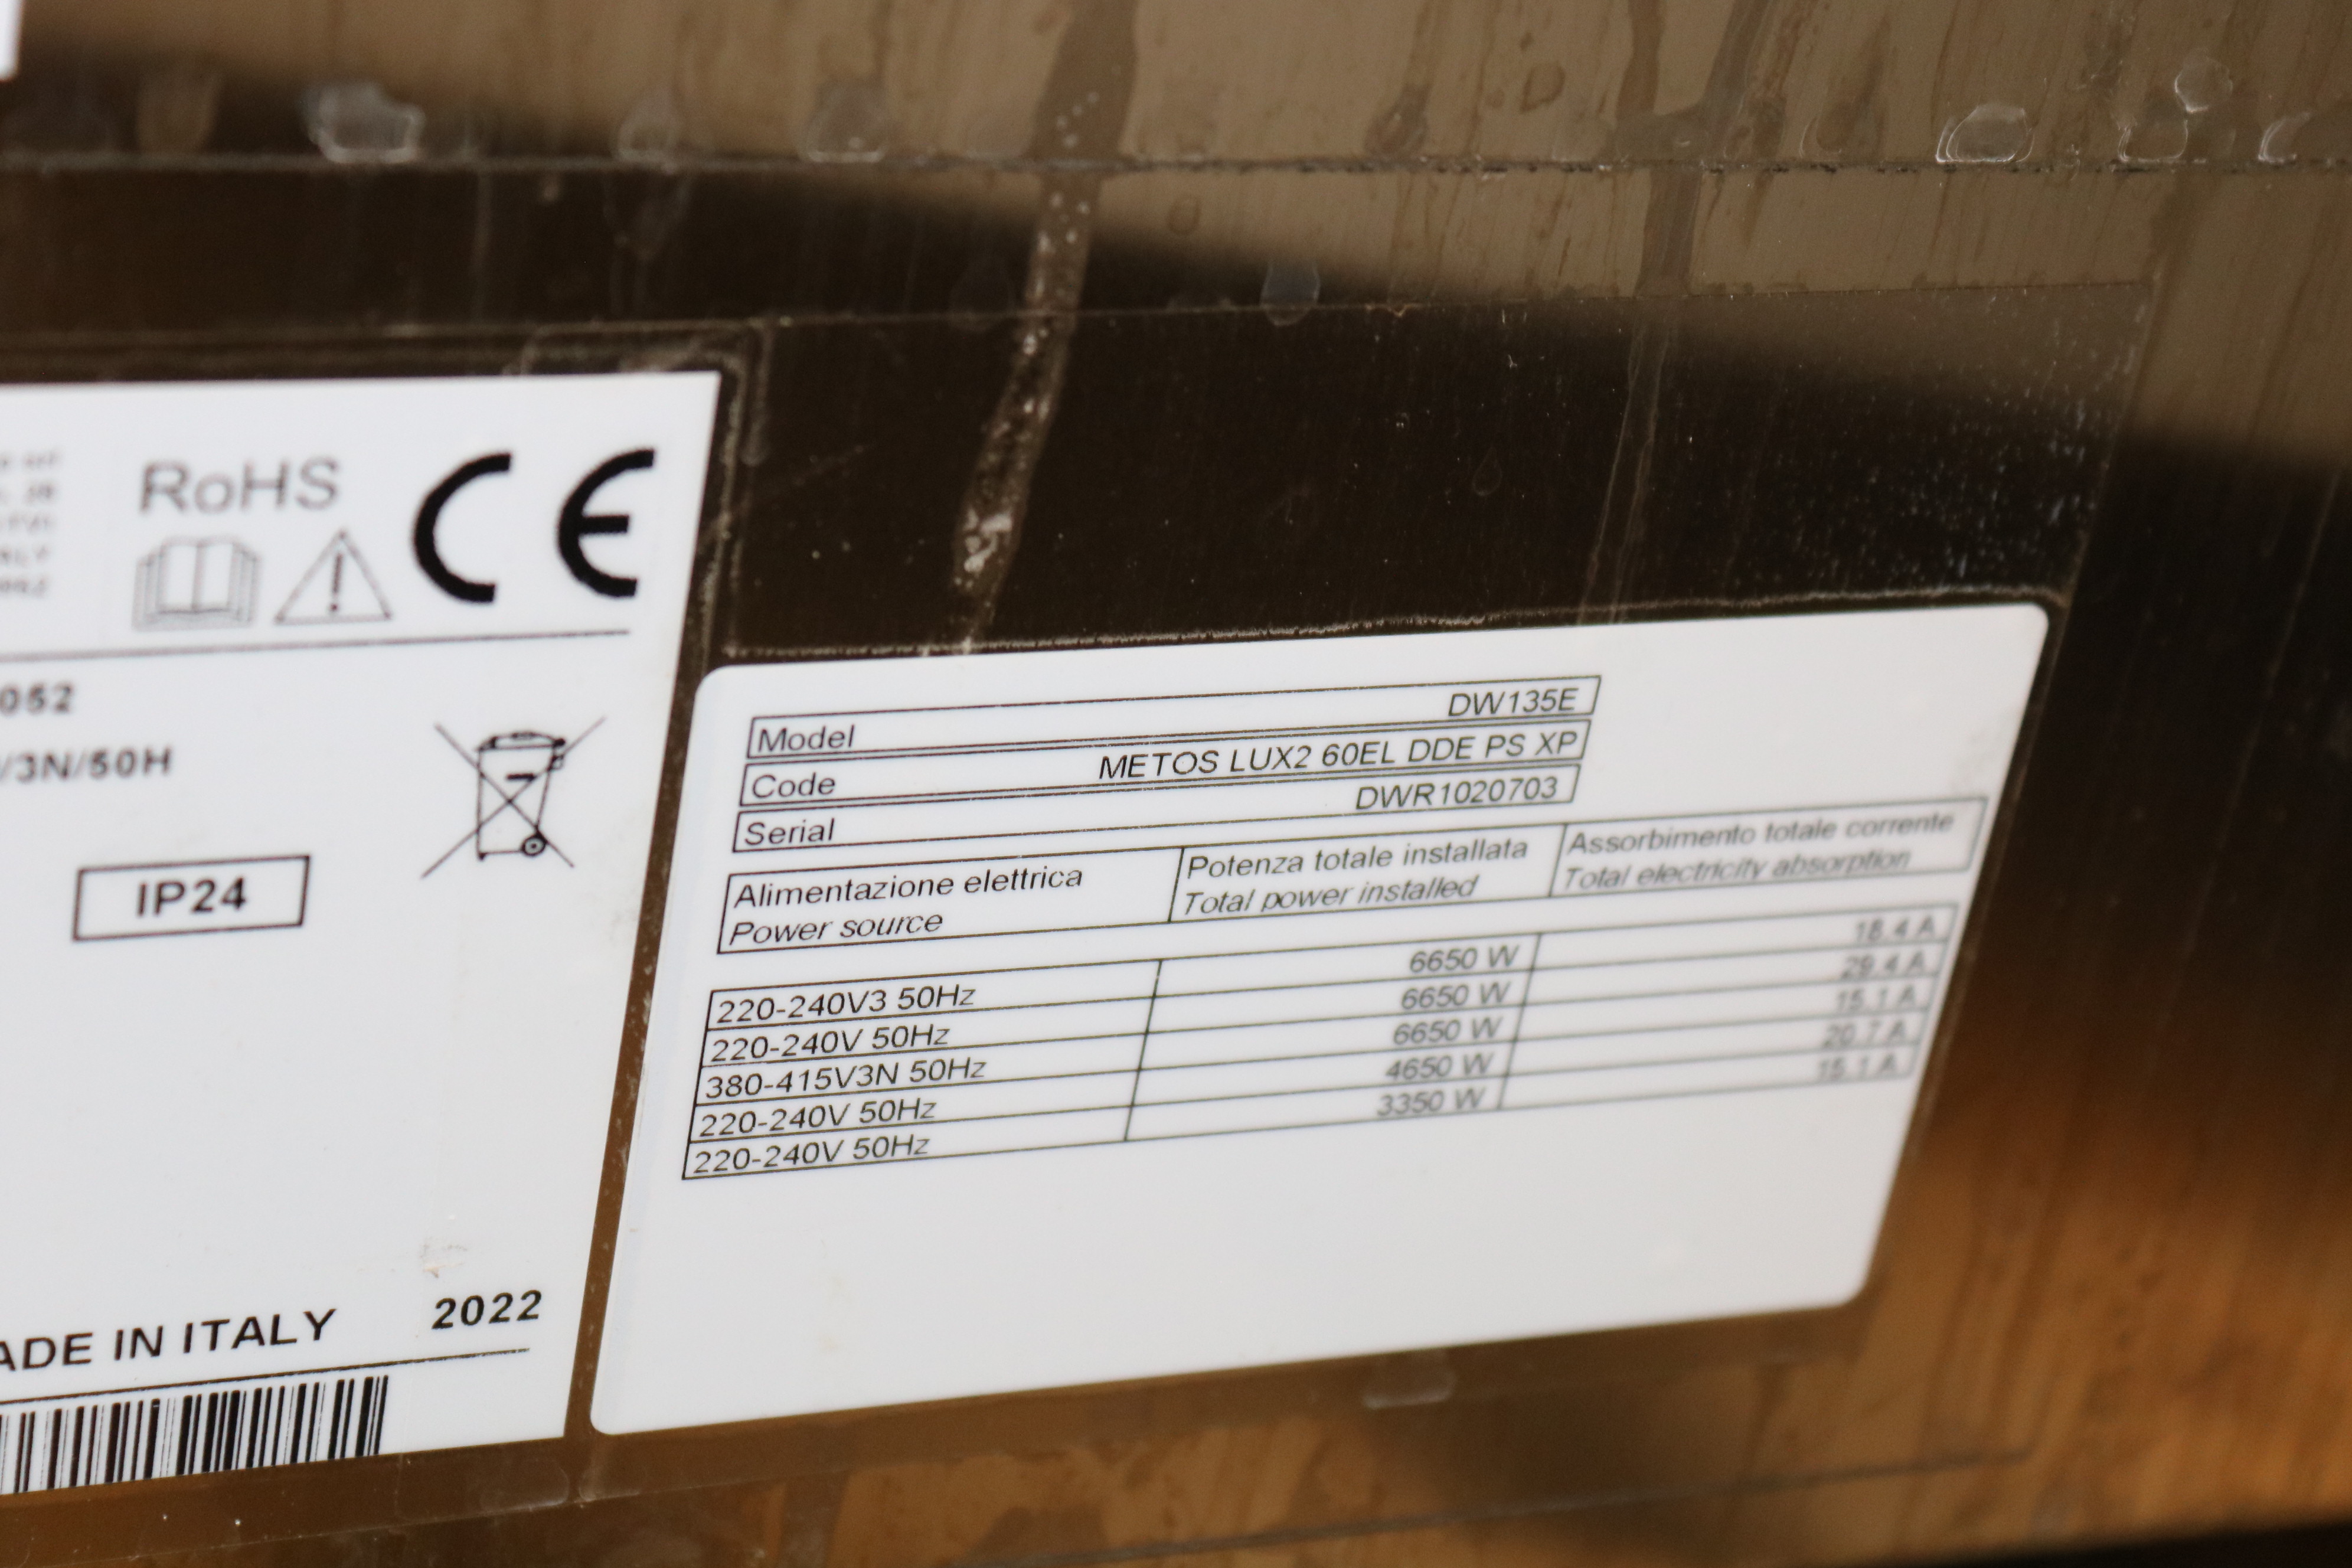 RoHS CE
052
/3N/50H
IP24
ADE IN ITALY 2022
Model DW135E
Code METOS LUX2 60EL DDE PS XP
Serial DWR1020703
Alimentazione elettrica Potenza totale installata Assorbimento totale corrente
Power source Total power installed Total electricity absorption
220-240V3 50Hz 6650 W 18.4 A
220-240V 50Hz 6650 W 29.4 A
380-415V3N 50Hz 6650 W 15.1 A
220-240V 50Hz 4650 W 20.7 A
220-240V 50Hz 3350 W 15.1 A